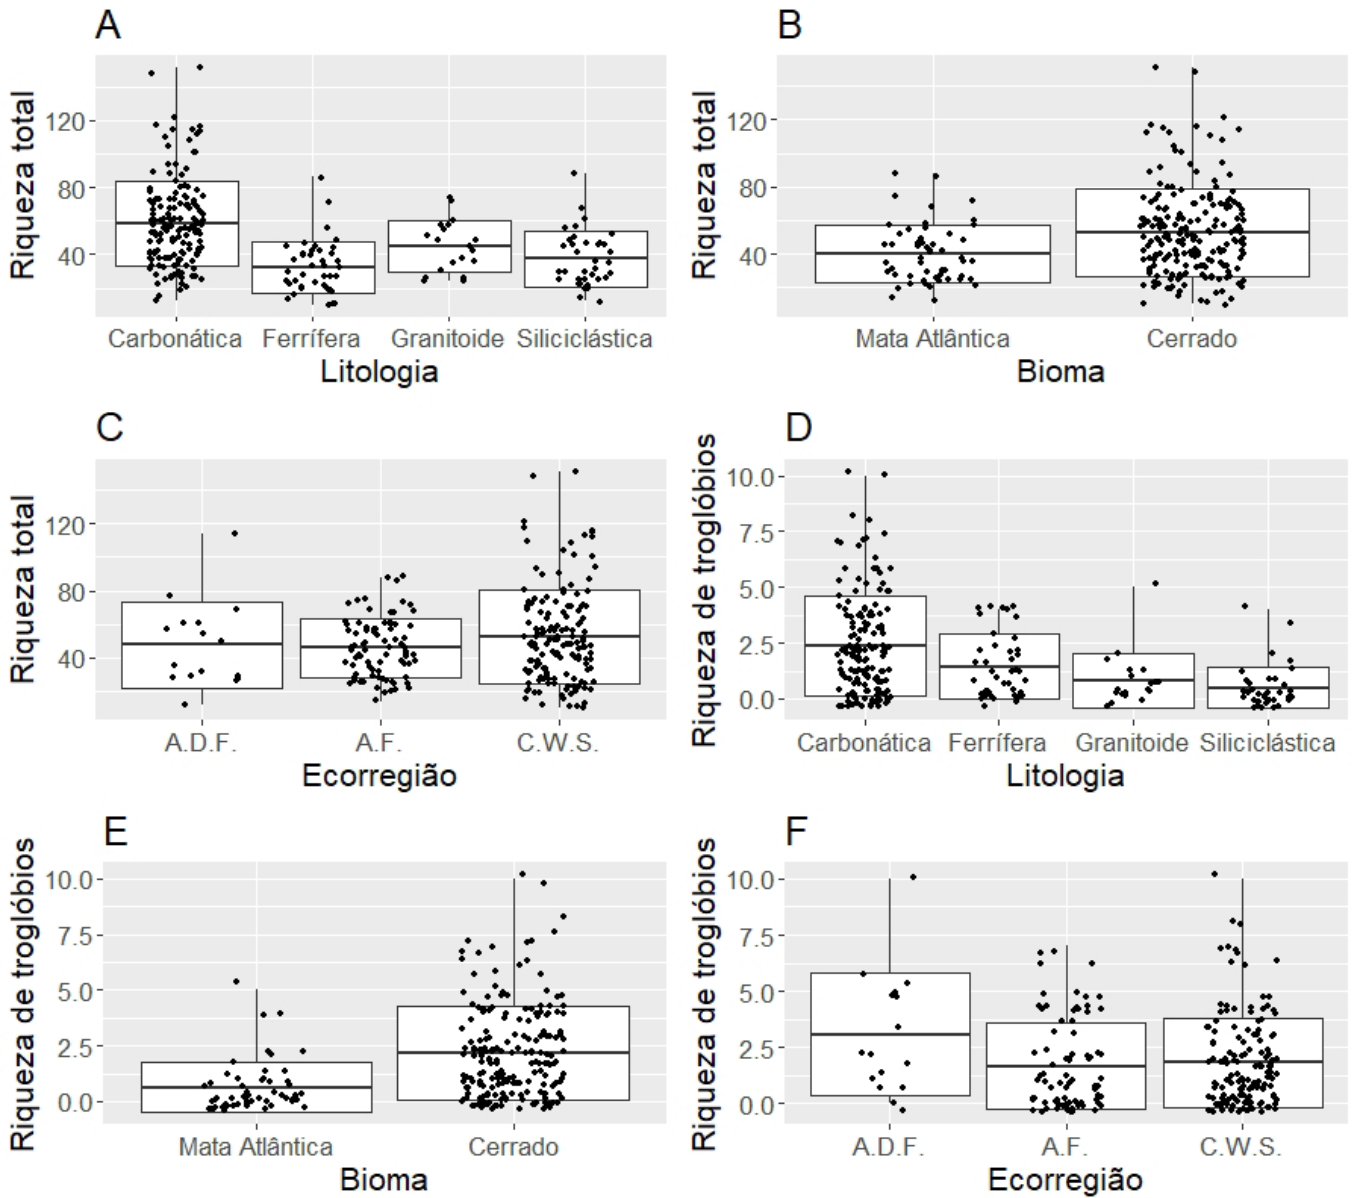 A
Riqueza total
120
80
40
Carbonática Ferrífera Granitoide Siliciclástica
Litologia
B
Riqueza total
120
80
40
Mata Atlântica Cerrado
Bioma
C
Riqueza total
120
80
40
A.D.F. A.F. C.W.S.
Ecorregião
D
Riqueza de troglóbios
10.0
7.5
5.0
2.5
0.0
Carbonática Ferrífera Granitoide Siliciclástica
Litologia
E
Riqueza de troglóbios
10.0
7.5
5.0
2.5
0.0
Mata Atlântica Cerrado
Bioma
F
Riqueza de troglóbios
10.0
7.5
5.0
2.5
0.0
A.D.F. A.F. C.W.S.
Ecorregião